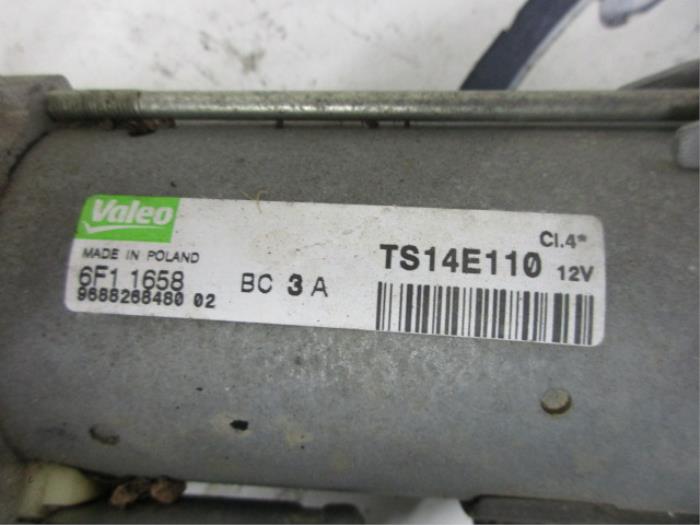 Valeo
MADE IN POLAND
6F1 1658 BC 3 A
9688268480 02
Cl.4*
TS14E110 12V